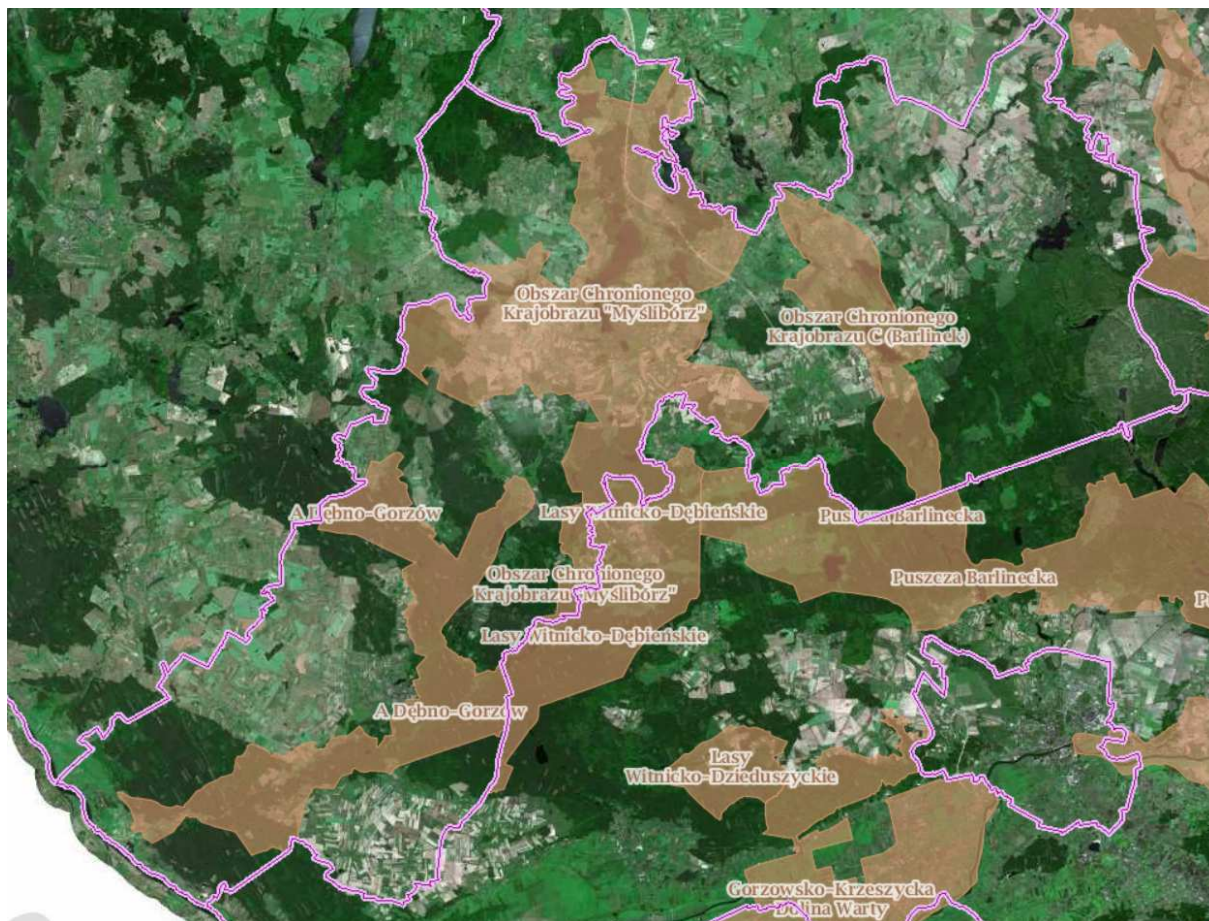 Obszar Chronionego
Krajobrazu "Myślibórz"
Obszar Chronionego
Krajobrazu C (Barlinek)
A Dębno-Gorzów
Lasy Witnicko-Dębieńskie
Puszcza Barlinecka
Obszar Chronionego
Krajobrazu "Myślibórz"
Puszcza Barlinecka
Lasy Witnicko-Dębieńskie
A Dębno-Gorzów
Lasy
Witnicko-Dzieduszyckie
Gorzowsko-Krzeszycka
Dolina Warty